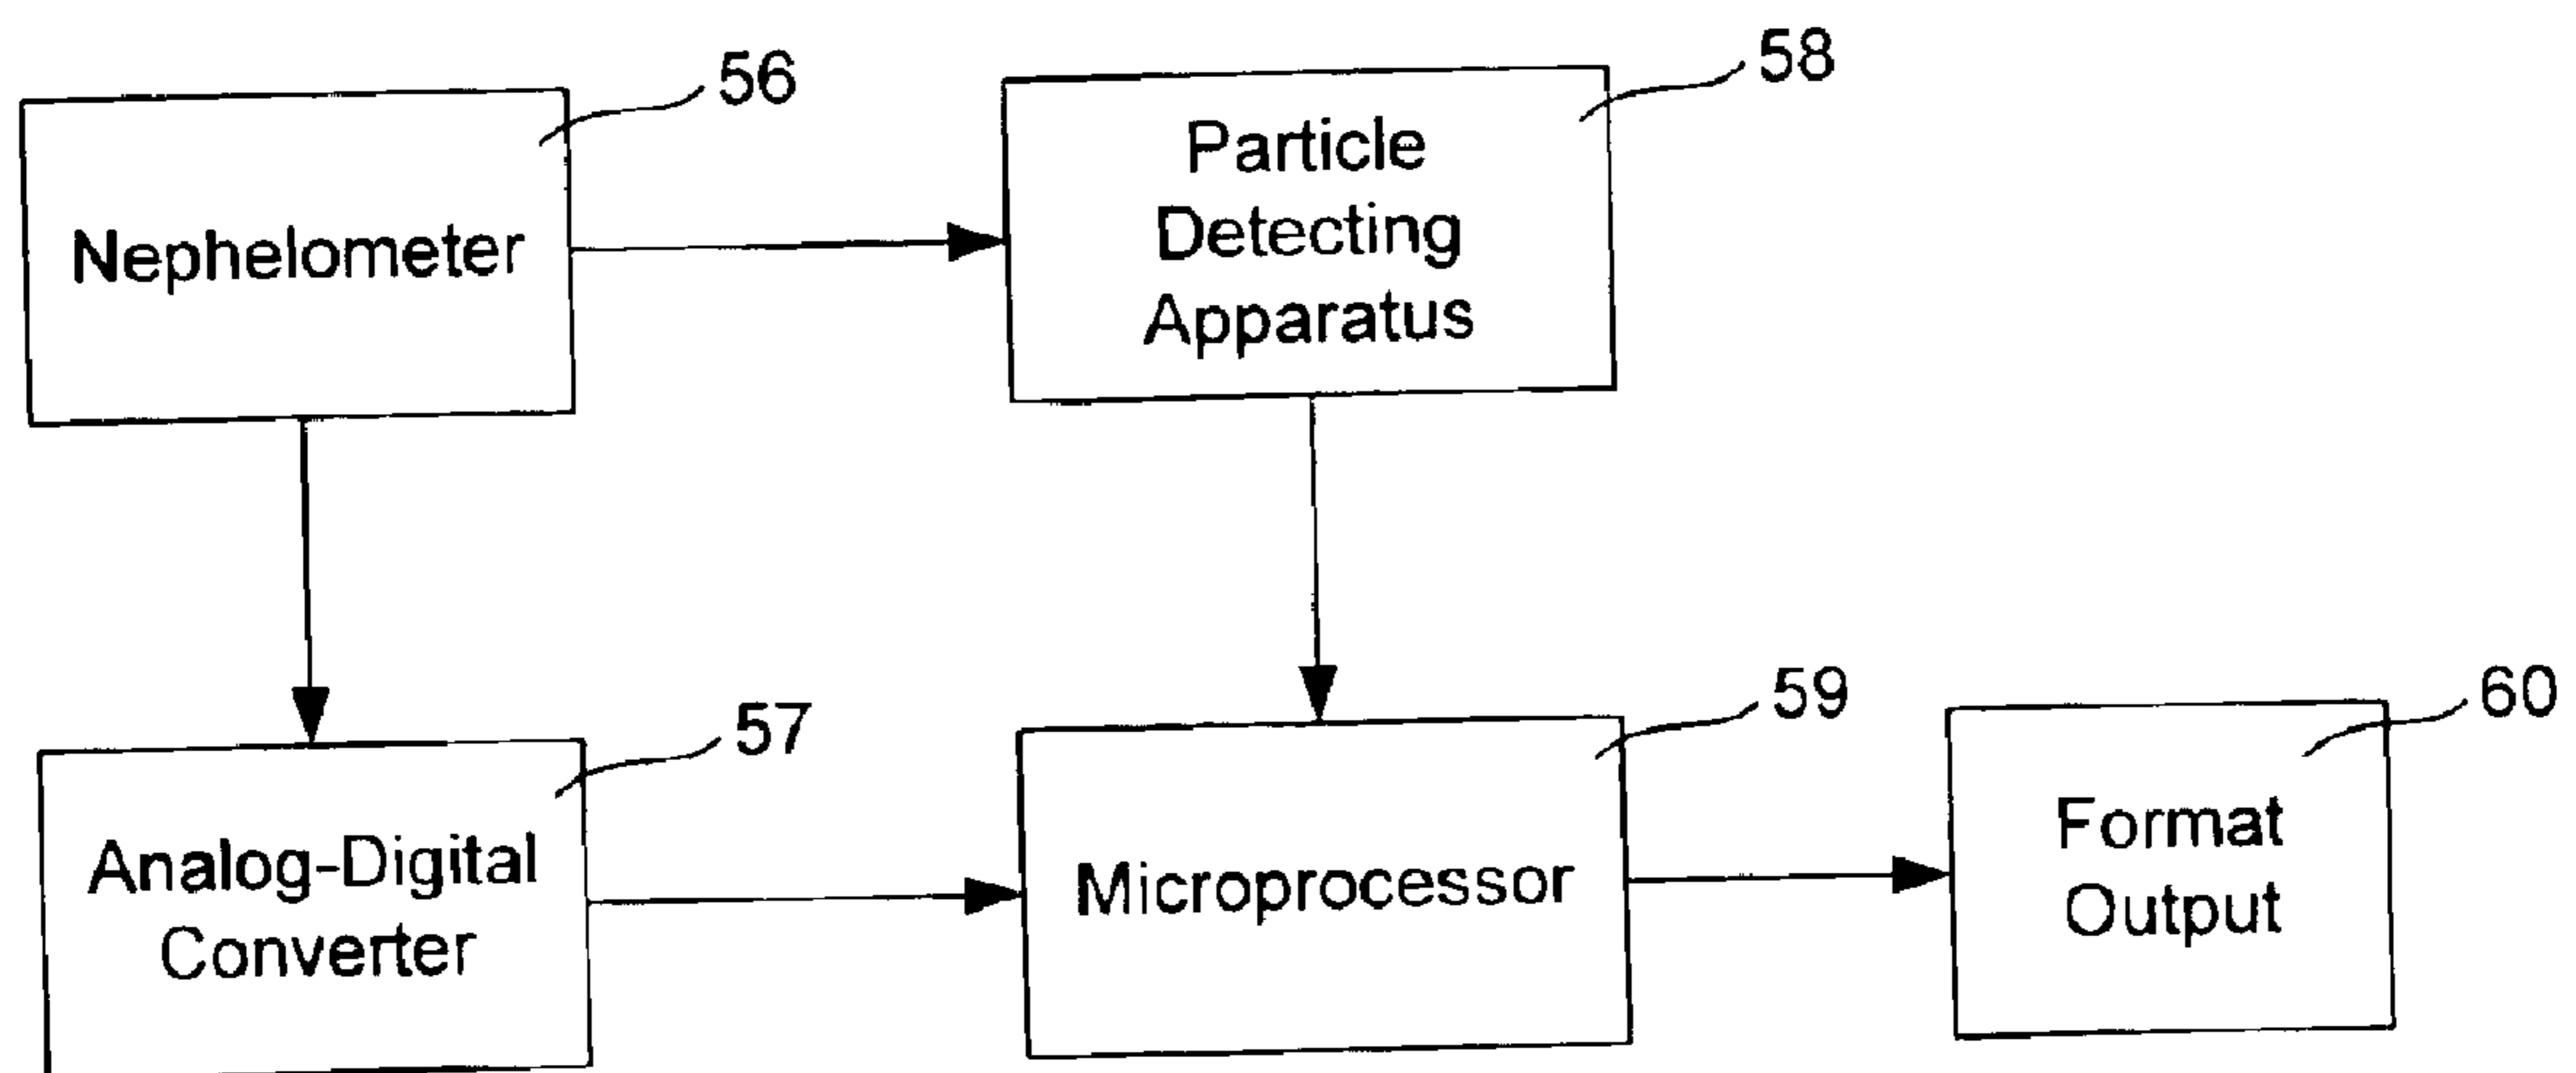 56
Nephelometer
58
Particle
Detecting
Apparatus
57
Analog-Digital
Converter
59
Microprocessor
60
Format
Output